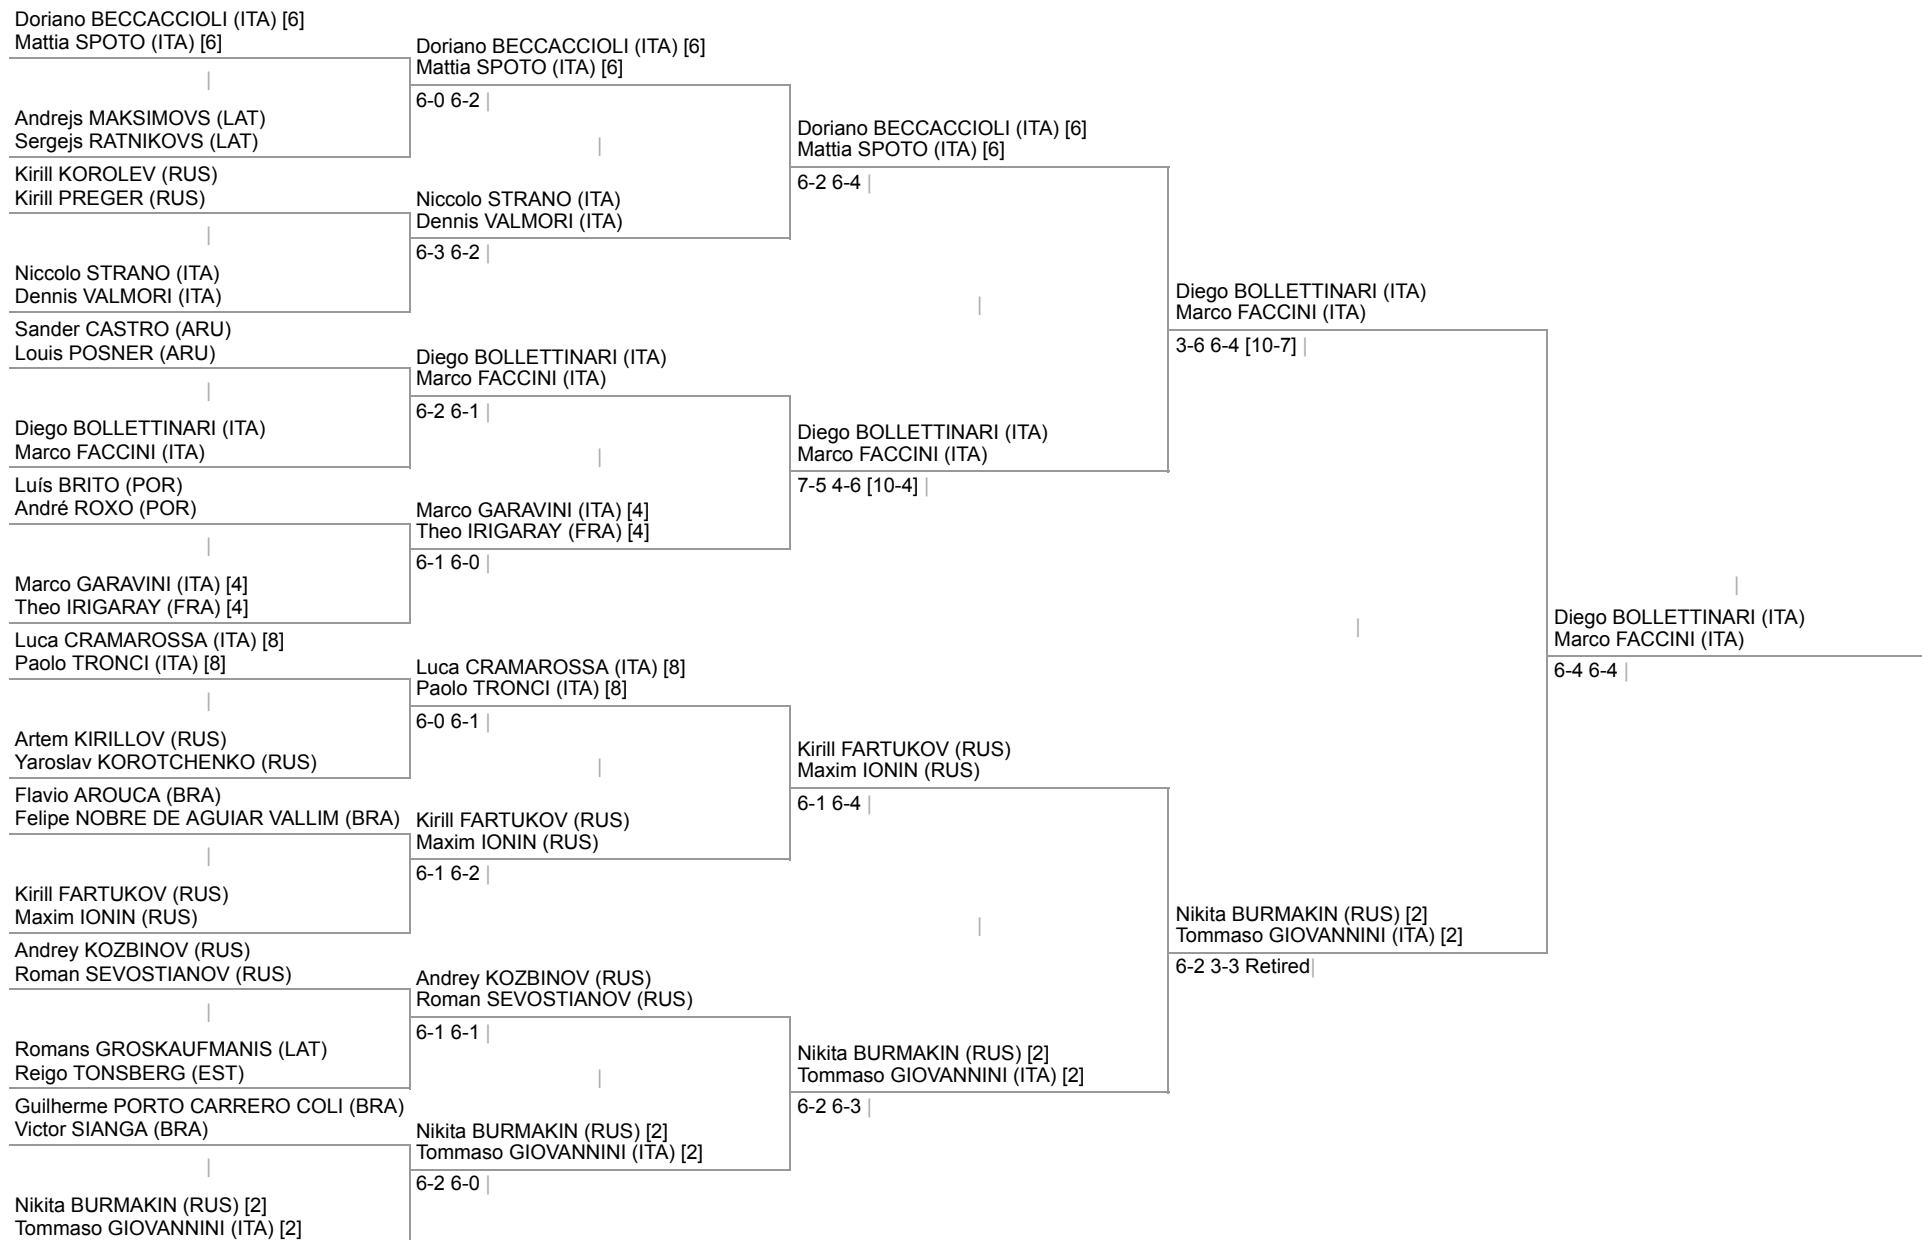 Doriano BECCACCIOLI (ITA) [6]
Mattia SPOTO (ITA) [6]
Andrejs MAKSIMOVS (LAT)
Sergejs RATNIKOVS (LAT)
Kirill KOROLEV (RUS)
Kirill PREGER (RUS)
Niccolo STRANO (ITA)
Dennis VALMORI (ITA)
Sander CASTRO (ARU)
Louis POSNER (ARU)
Diego BOLLETTINARI (ITA)
Marco FACCINI (ITA)
Luís BRITO (POR)
André ROXO (POR)
Marco GARAVINI (ITA) [4]
Theo IRIGARAY (FRA) [4]
Luca CRAMAROSSA (ITA) [8]
Paolo TRONCI (ITA) [8]
Artem KIRILLOV (RUS)
Yaroslav KOROTCHENKO (RUS)
Flavio AROUCA (BRA)
Felipe NOBRE DE AGUIAR VALLIM (BRA)
Kirill FARTUKOV (RUS)
Maxim IONIN (RUS)
Andrey KOZBINOV (RUS)
Roman SEVOSTIANOV (RUS)
Romans GROSKAUFMANIS (LAT)
Reigo TONSBERG (EST)
Guilherme PORTO CARRERO COLI (BRA)
Victor SIANGA (BRA)
Nikita BURMAKIN (RUS) [2]
Tommaso GIOVANNINI (ITA) [2]
Doriano BECCACCIOLI (ITA) [6]
Mattia SPOTO (ITA) [6]
6-0 6-2
Niccolo STRANO (ITA)
Dennis VALMORI (ITA)
6-3 6-2
Diego BOLLETTINARI (ITA)
Marco FACCINI (ITA)
6-2 6-1
Marco GARAVINI (ITA) [4]
Theo IRIGARAY (FRA) [4]
6-1 6-0
Luca CRAMAROSSA (ITA) [8]
Paolo TRONCI (ITA) [8]
6-0 6-1
Kirill FARTUKOV (RUS)
Maxim IONIN (RUS)
6-1 6-2
Andrey KOZBINOV (RUS)
Roman SEVOSTIANOV (RUS)
6-1 6-1
Nikita BURMAKIN (RUS) [2]
Tommaso GIOVANNINI (ITA) [2]
6-2 6-0
Doriano BECCACCIOLI (ITA) [6]
Mattia SPOTO (ITA) [6]
6-2 6-4
Diego BOLLETTINARI (ITA)
Marco FACCINI (ITA)
7-5 4-6 [10-4]
Kirill FARTUKOV (RUS)
Maxim IONIN (RUS)
6-1 6-4
Nikita BURMAKIN (RUS) [2]
Tommaso GIOVANNINI (ITA) [2]
6-2 6-3
Diego BOLLETTINARI (ITA)
Marco FACCINI (ITA)
3-6 6-4 [10-7]
Nikita BURMAKIN (RUS) [2]
Tommaso GIOVANNINI (ITA) [2]
6-2 3-3 Retired
Diego BOLLETTINARI (ITA)
Marco FACCINI (ITA)
6-4 6-4